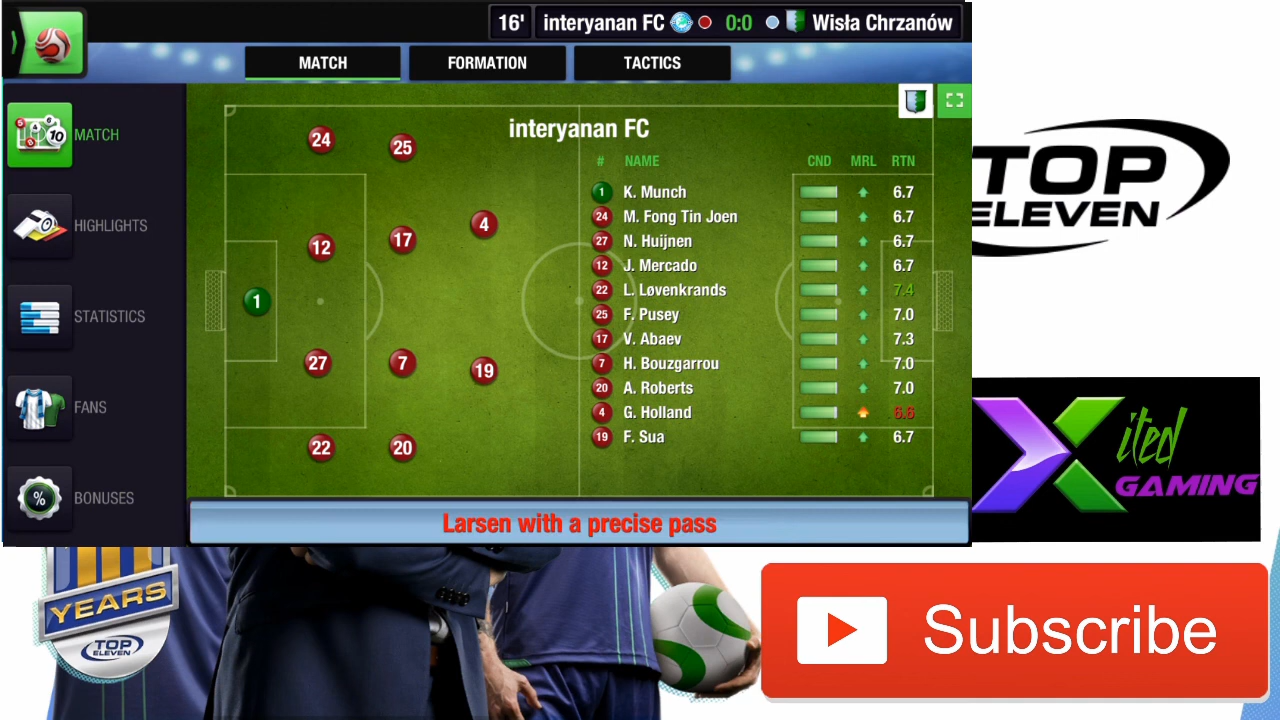 16' interyanan FC 0:0 Wisła Chrzanów
MATCH FORMATION TACTICS
MATCH
HIGHLIGHTS
STATISTICS
FANS
% BONUSES
interyanan FC
# NAME CND MRL RTN
1 K. Munch 6.7
24 M. Fong Tin Joen 6.7
27 N. Huijnen 6.7
12 J. Mercado 6.7
22 L. Løvenkrands 7.4
25 F. Pusey 7.0
17 V. Abaev 7.3
7 H. Bouzgarrou 7.0
20 A. Roberts 7.0
4 G. Holland 6.6
19 F. Sua 6.7
24 25
4
12 17
1
27 7 19
22 20
Larsen with a precise pass
TOP
ELEVEN
Xited
GAMING
YEARS
TOP
ELEVEN
Subscribe